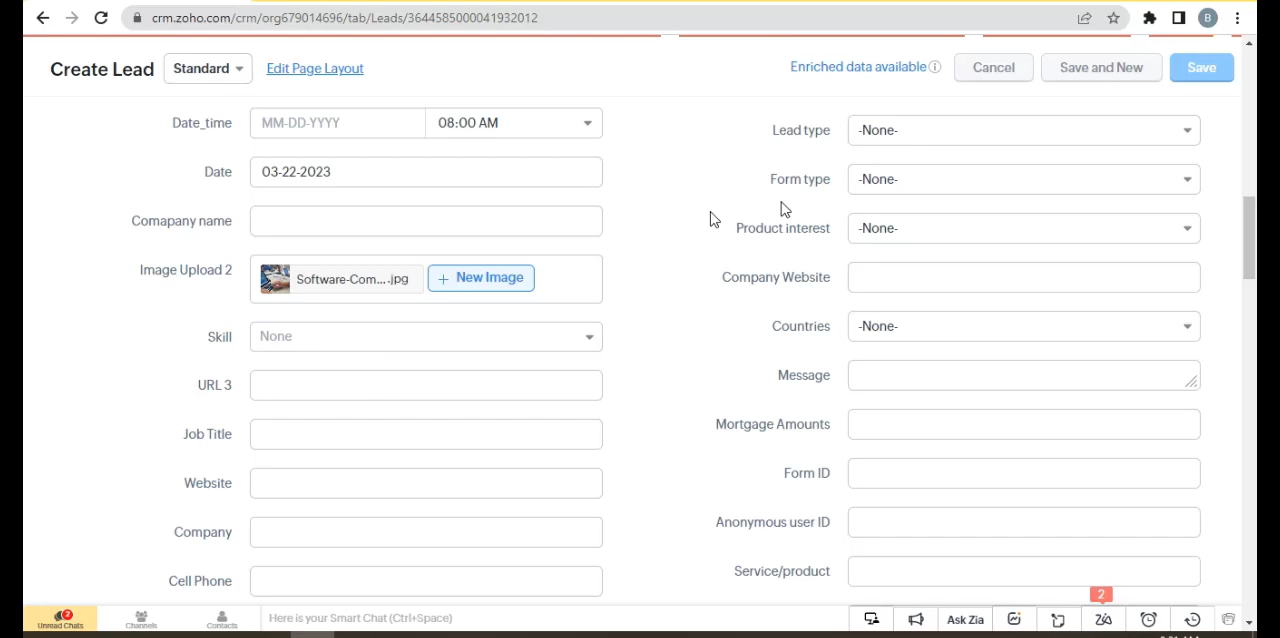 crm.zoho.com/crm/org679014696/tab/Leads/3644585000041932012
B
Create Lead
Standard
Edit Page Layout
Enriched data available
Cancel
Save and New
Save
Date_time
MM-DD-YYYY
08:00 AM
Date
03-22-2023
Comapany name
Image Upload 2
Software-Com....jpg
+ New Image
Skill
None
URL 3
Job Title
Website
Company
Cell Phone
Lead type
-None-
Form type
-None-
Product interest
-None-
Company Website
Countries
-None-
Message
Mortgage Amounts
Form ID
Anonymous user ID
Service/product
2
Unread Chats
Channels
Contacts
Here is your Smart Chat (Ctrl+Space)
Ask Zia
2